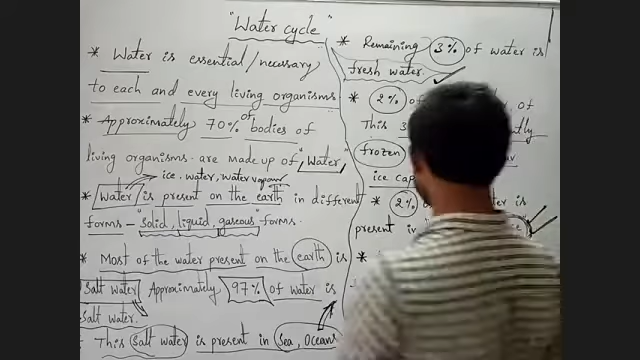 "Water cycle"
* Water is essential/necessary
to each and every living organisms
* Approximately 70% of bodies of
living organisms are made up of "Water"
ice, water, water vapour
* Water is present on the earth in different
forms - "Solid, liquid, gaseous" forms.
* Most of the water present on the earth is
Salt water Approximately 97% of water is
Salt water.
This Salt water is present in Sea, Oceans
* Remaining 3% of water is
fresh water.
* 2% of
This 3
frozen
ice cap
* 2% is
present in
*